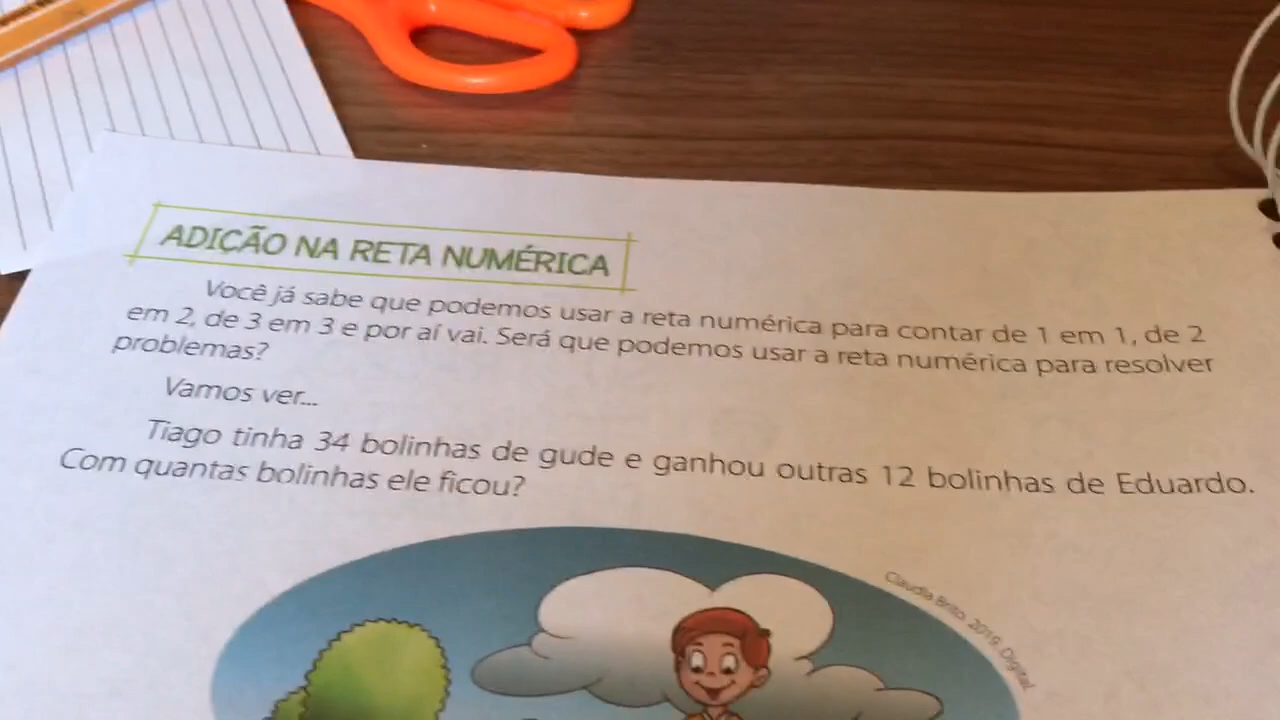 ADIÇÃO NA RETA NUMÉRICA
Você já sabe que podemos usar a reta numérica para contar de 1 em 1, de 2
em 2, de 3 em 3 e por aí vai. Será que podemos usar a reta numérica para resolver
problemas?
Vamos ver...
Tiago tinha 34 bolinhas de gude e ganhou outras 12 bolinhas de Eduardo.
Com quantas bolinhas ele ficou?
Claudia Brito. 2019. Digital.